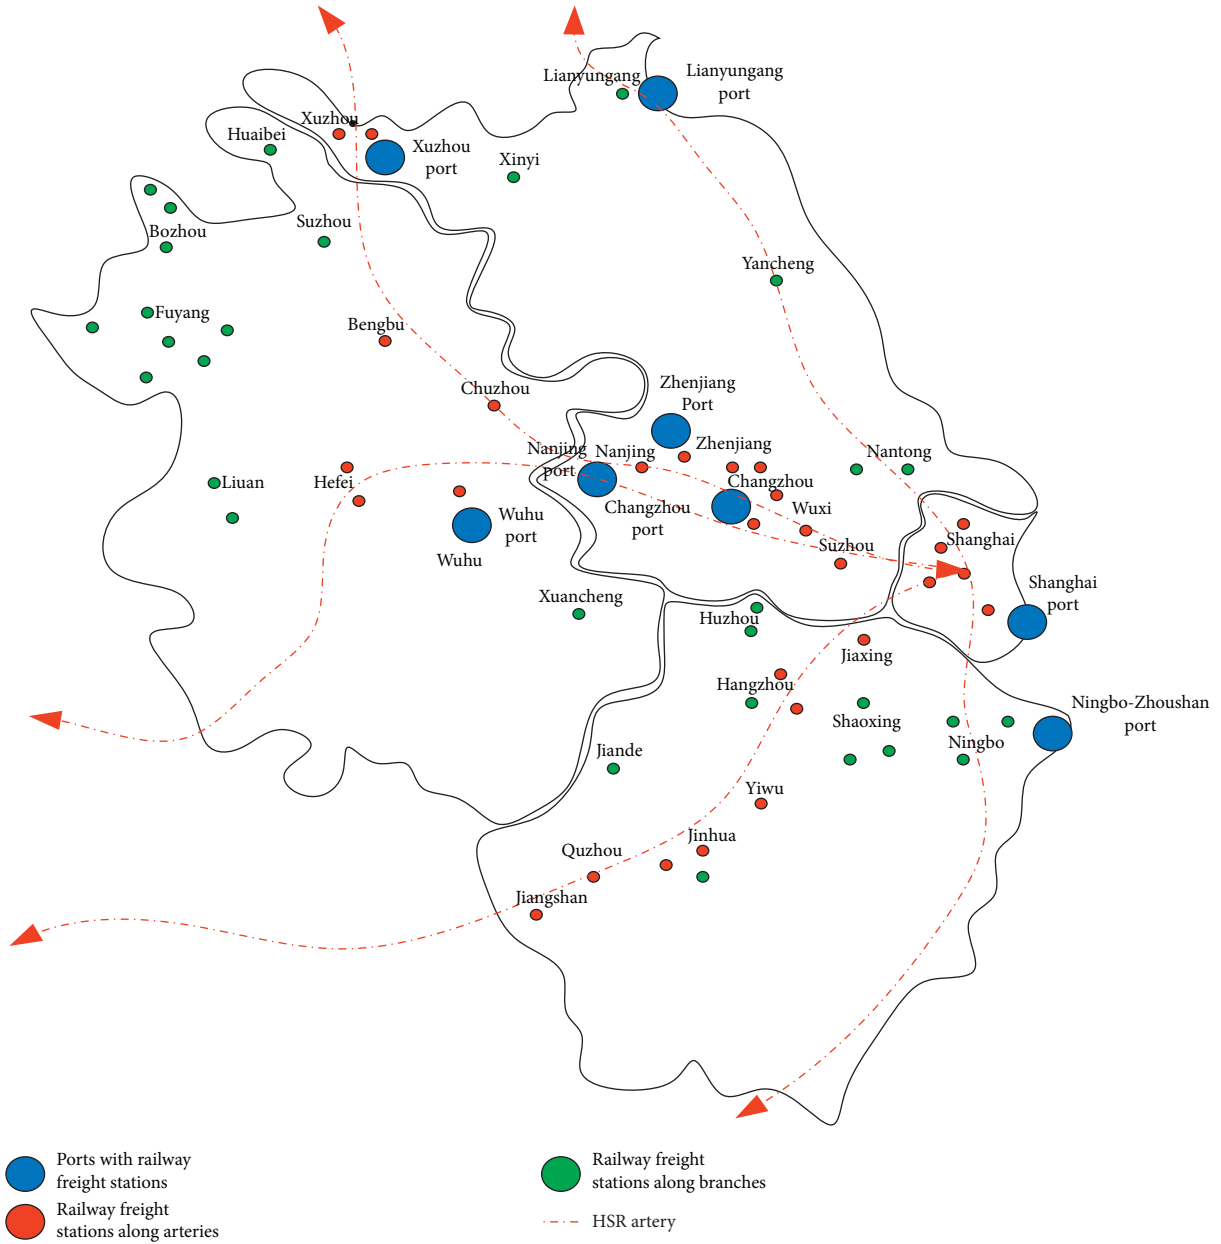 Lianyungang
Lianyungang
port
Xuzhou
Huaibei
Xuzhou
port
Xinyi
Suzhou
Bozhou
Yancheng
Fuyang
Bengbu
Chuzhou
Zhenjiang
Port
Zhenjiang
Nanjing
port
Nanjing
Nantong
Liuan
Hefei
Changzhou
Changzhou
port
Wuxi
Wuhu
port
Wuhu
Suzhou
Shanghai
Shanghai
port
Xuancheng
Huzhou
Jiaxing
Hangzhou
Shaoxing
Ningbo-Zhoushan
port
Ningbo
Jiande
Yiwu
Jinhua
Quzhou
Jiangshan
Ports with railway
freight stations
Railway freight
stations along arteries
Railway freight
stations along branches
HSR artery